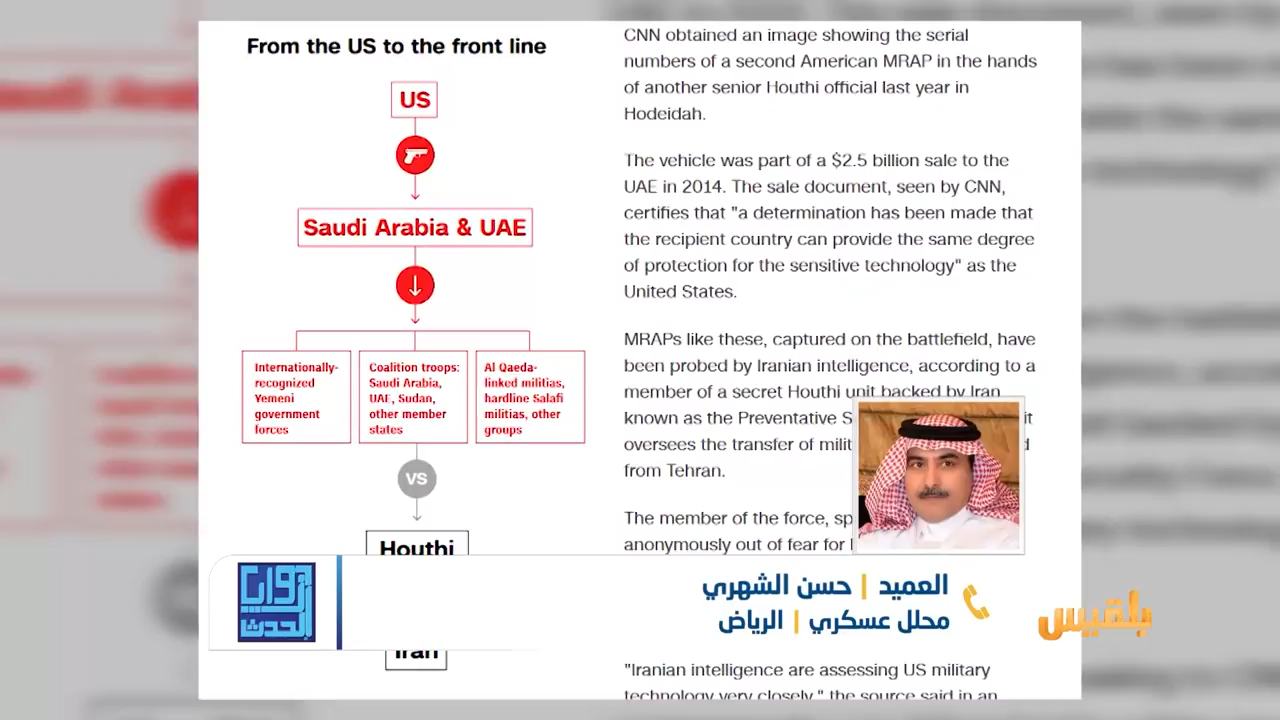 From the US to the front line
US
Saudi Arabia & UAE
Internationally-
recognized
Yemeni
government
forces
Coalition troops:
Saudi Arabia,
UAE, Sudan,
other member
states
Al Qaeda-
linked militias,
hardline Salafi
militias, other
groups
VS
Houthi
Iran
CNN obtained an image showing the serial
numbers of a second American MRAP in the hands
of another senior Houthi official last year in
Hodeidah.
The vehicle was part of a $2.5 billion sale to the
UAE in 2014. The sale document, seen by CNN,
certifies that "a determination has been made that
the recipient country can provide the same degree
of protection for the sensitive technology" as the
United States.
MRAPs like these, captured on the battlefield, have
been probed by Iranian intelligence, according to a
member of a secret Houthi unit backed by Iran
known as the Preventative
oversees the transfer of
from Tehran.
The member of the force,
anonymously out of fear for
"Iranian intelligence are assessing US military
technology very closely," the source said in an
زوايا الحدث
العميد | حسن الشهري
محلل عسكري | الرياض
بلقيس